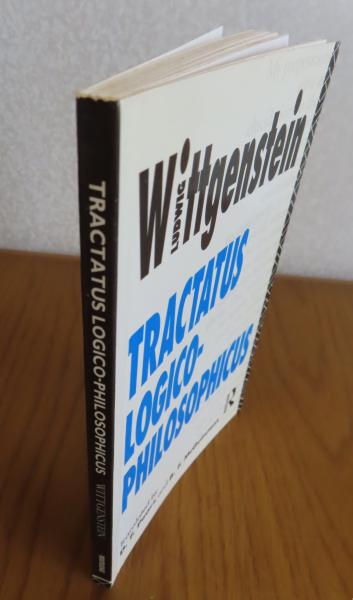 TRACTATUS LOGICO-PHILOSOPHICUS WITTGENSTEIN
LUDWIG
Wittgenstein
TRACTATUS
LOGICO-
PHILOSOPHICUS
R